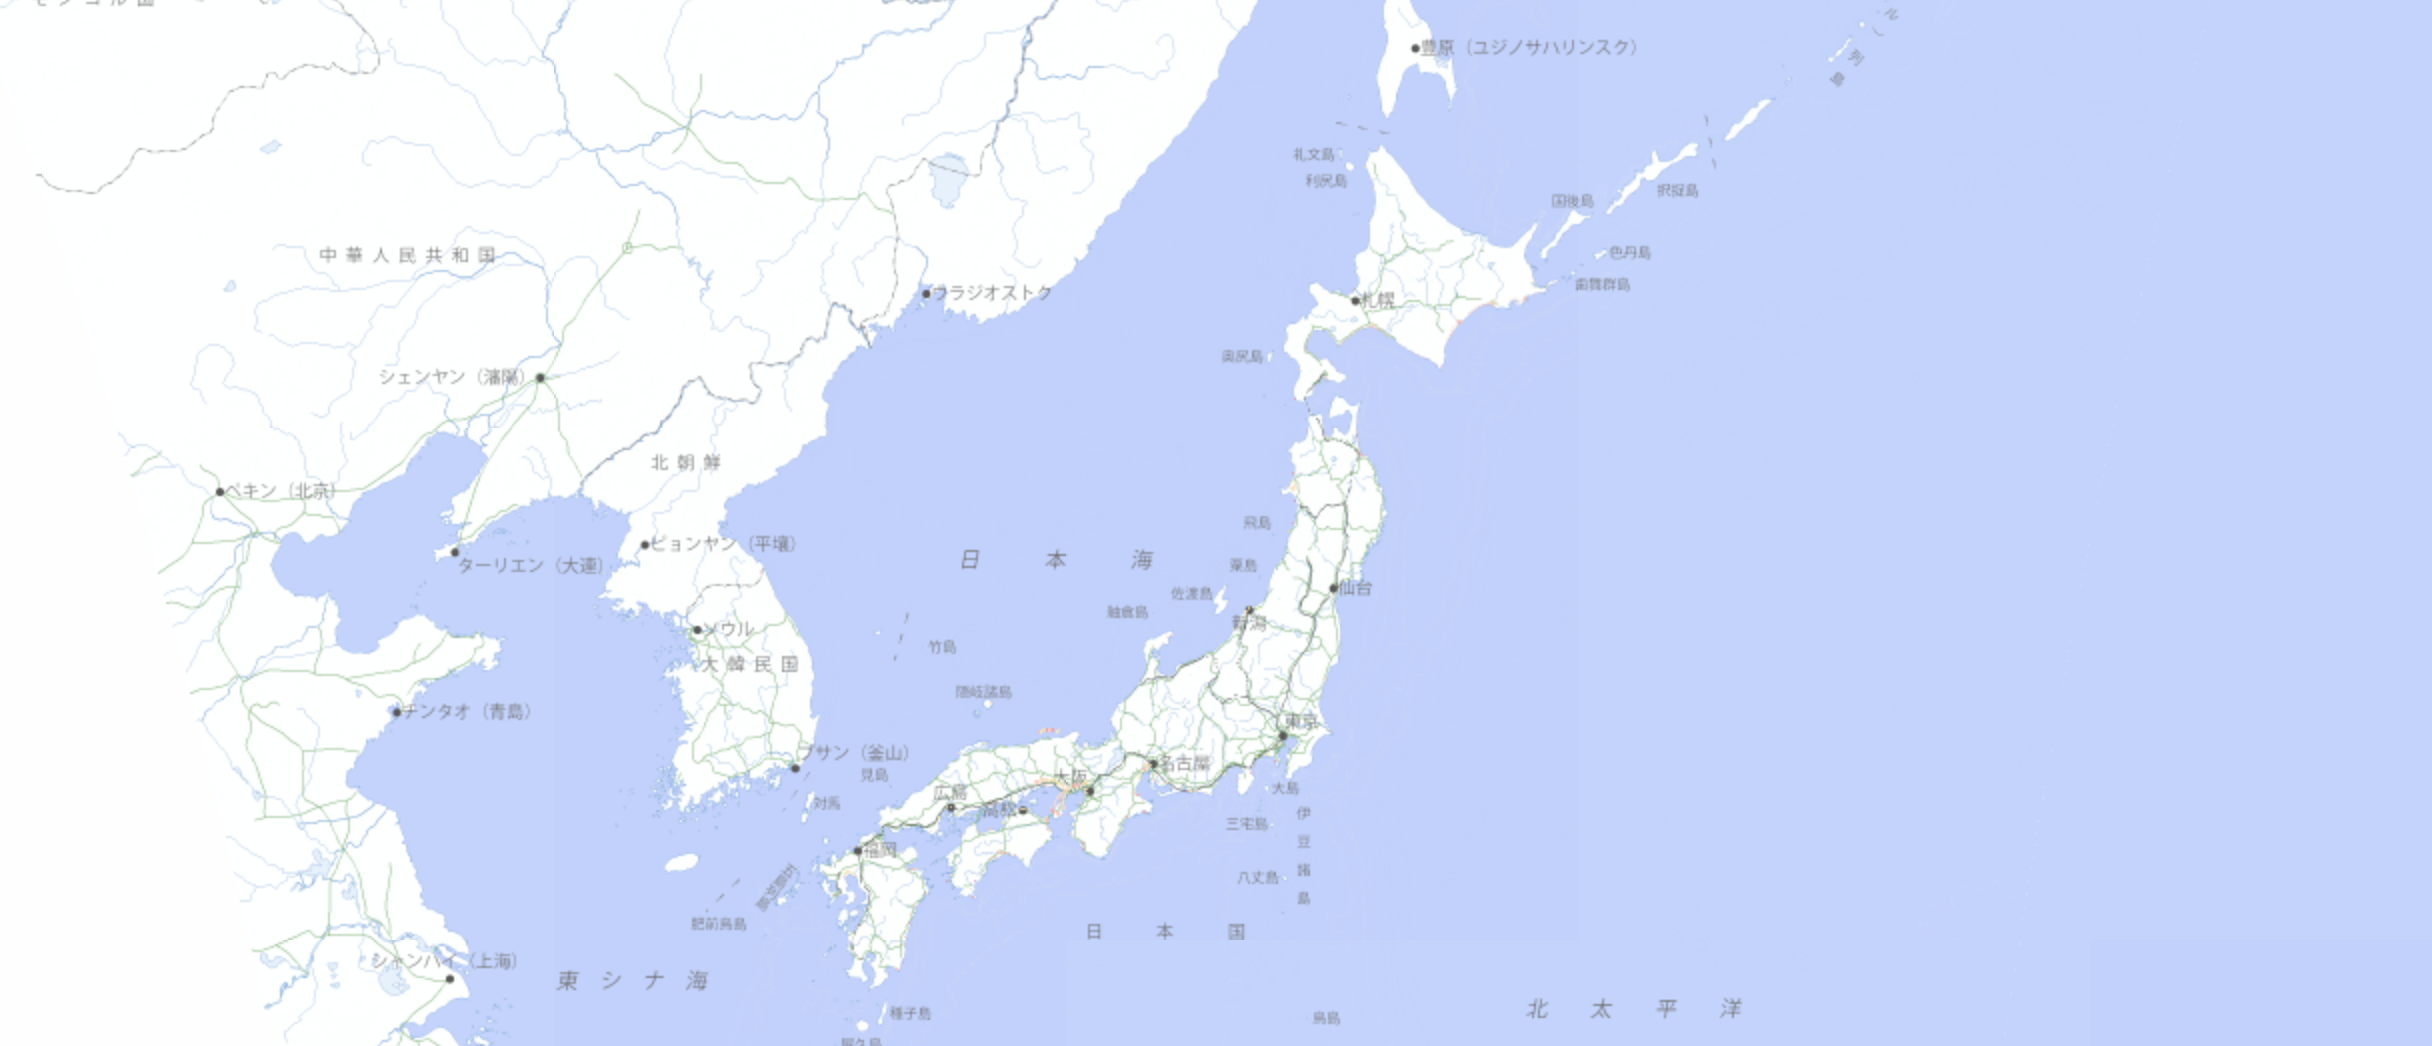 豊原（ユジノサハリンスク）
礼文島
利尻島
択捉島
国後島
色丹島
歯舞群島
中華人民共和国
ウラジオストク
札幌
奥尻島
シェンヤン（瀋陽）
北朝鮮
ペキン（北京）
飛島
ピョンヤン（平壌）
日本海
ターリエン（大連）
粟島
仙台
佐渡島
舳倉島
新潟
ソウル
竹島
大韓民国
隠岐諸島
チンタオ（青島）
東京
プサン（釜山）
見島
名古屋
大阪
大島
広島
対馬
高松
三宅島
伊豆諸島
福岡
八丈島
五島列島
肥前鳥島
日本国
シャンハイ（上海）
東シナ海
北太平洋
種子島
鳥島
屋久島